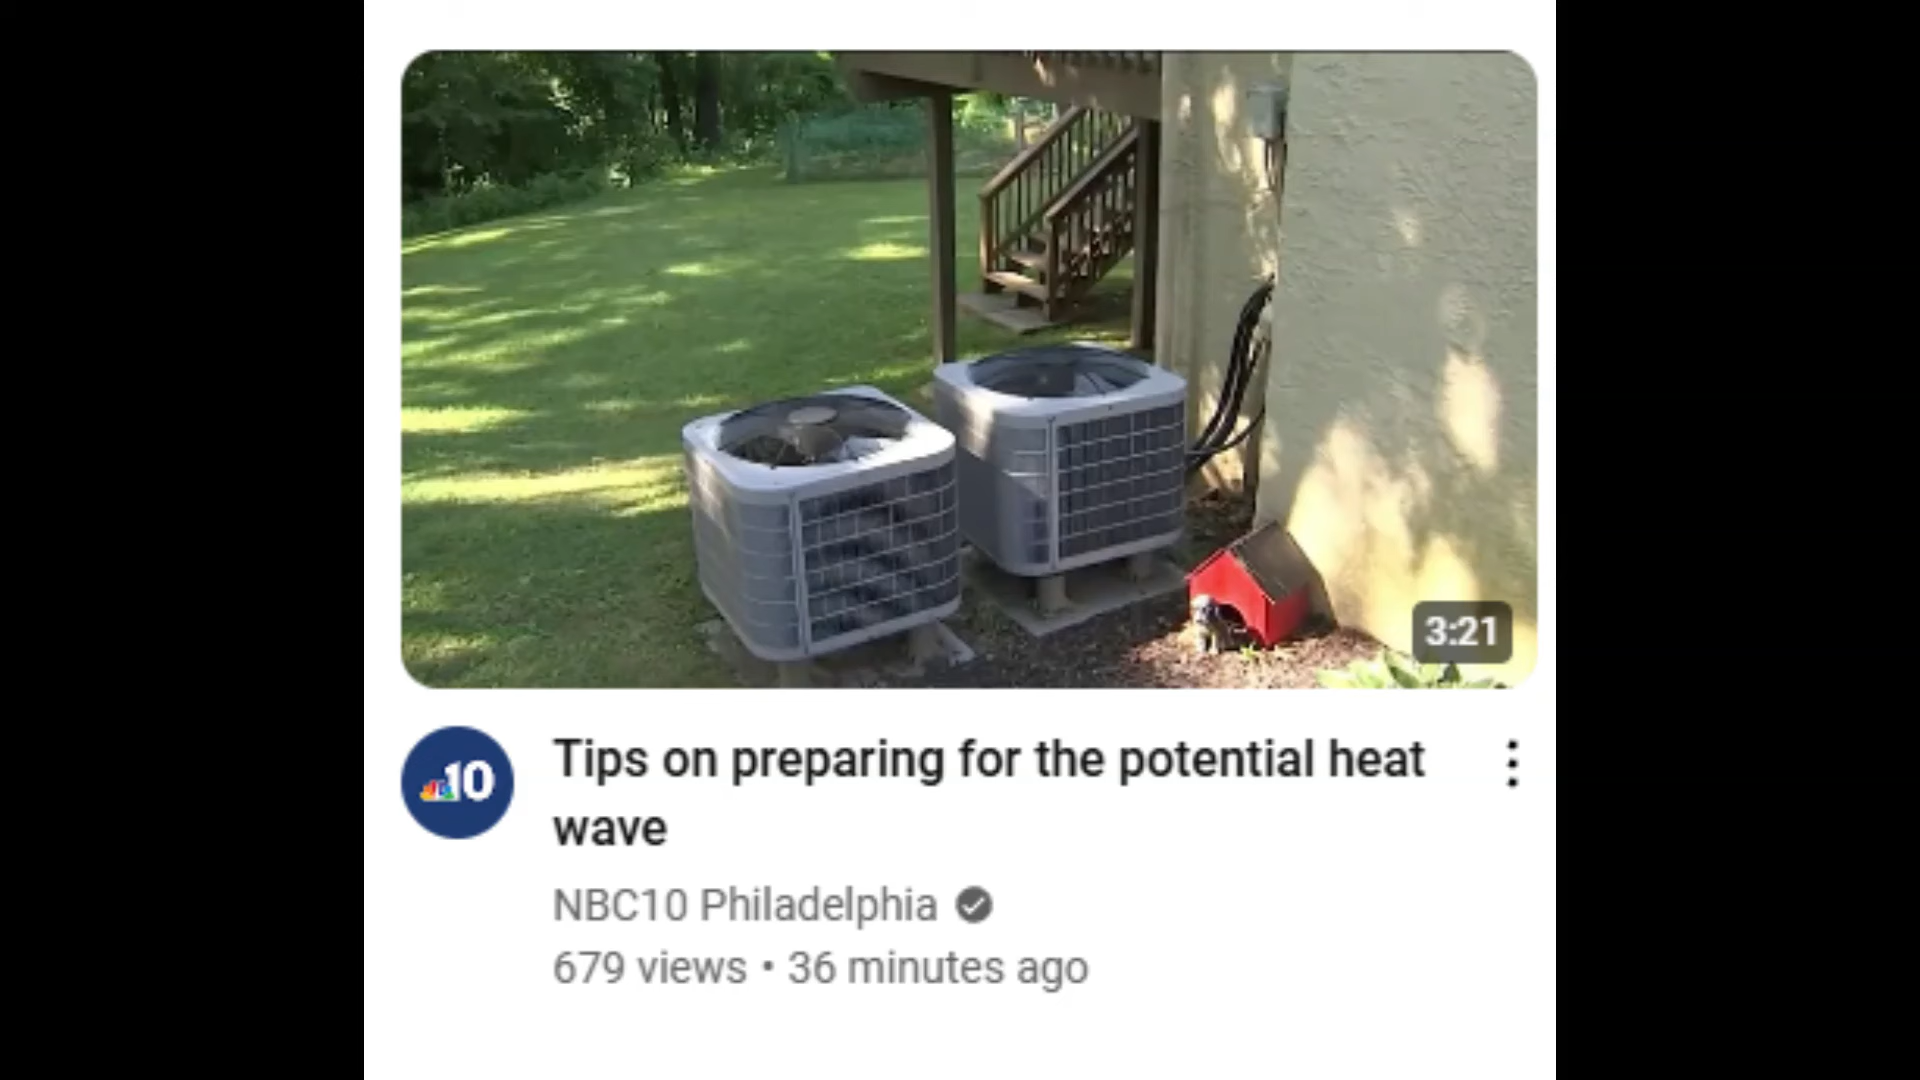 3:21
10
Tips on preparing for the potential heat
wave
NBC10 Philadelphia
679 views • 36 minutes ago